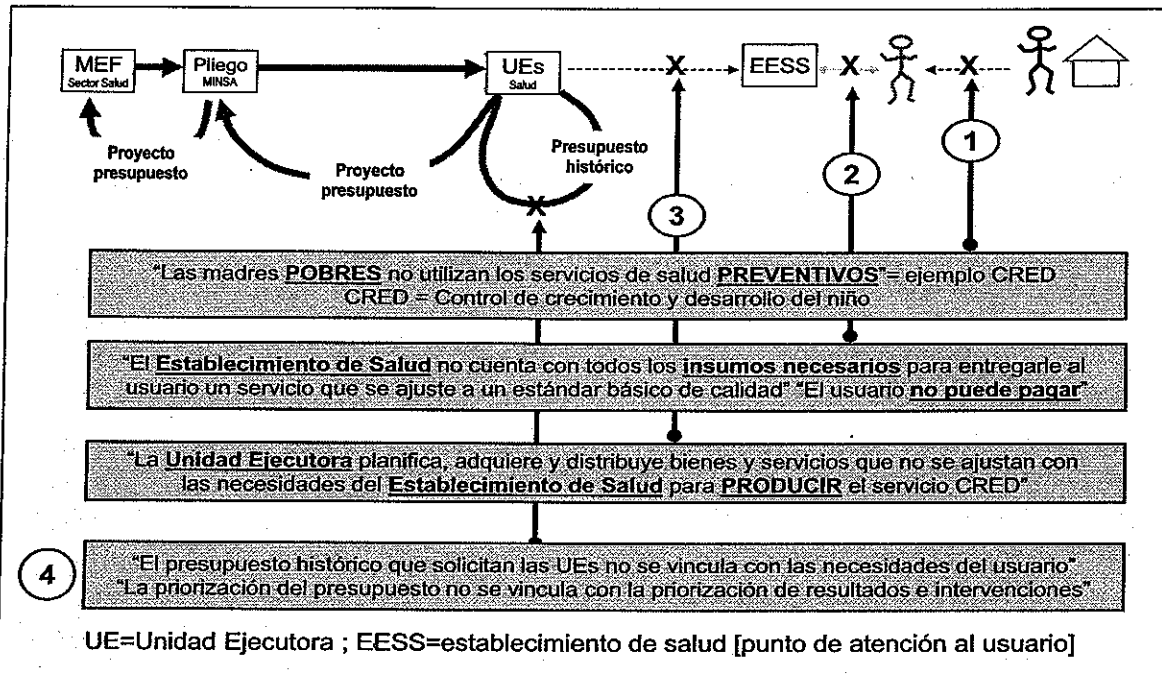 MEF
Sector Salud
Pliego
MINSA
UEs
Salud
X
EESS
X
X
Proyecto
presupuesto
Proyecto
presupuesto
Presupuesto
histórico
X
1
2
3
"Las madres POBRES no utilizan los servicios de salud PREVENTIVOS"= ejemplo CRED
CRED = Control de crecimiento y desarrollo del niño
"El Establecimiento de Salud no cuenta con todos los insumos necesarios para entregarle al
usuario un servicio que se ajuste a un estándar básico de calidad" "El usuario no puede pagar"
"La Unidad Ejecutora planifica, adquiere y distribuye bienes y servicios que no se ajustan con
las necesidades del Establecimiento de Salud para PRODUCIR el servicio CRED"
4
"El presupuesto histórico que solicitan las UEs no se vincula con las necesidades del usuario"
"La priorización del presupuesto no se vincula con la priorización de resultados e intervenciones"
UE=Unidad Ejecutora ; EESS=establecimiento de salud [punto de atención al usuario]